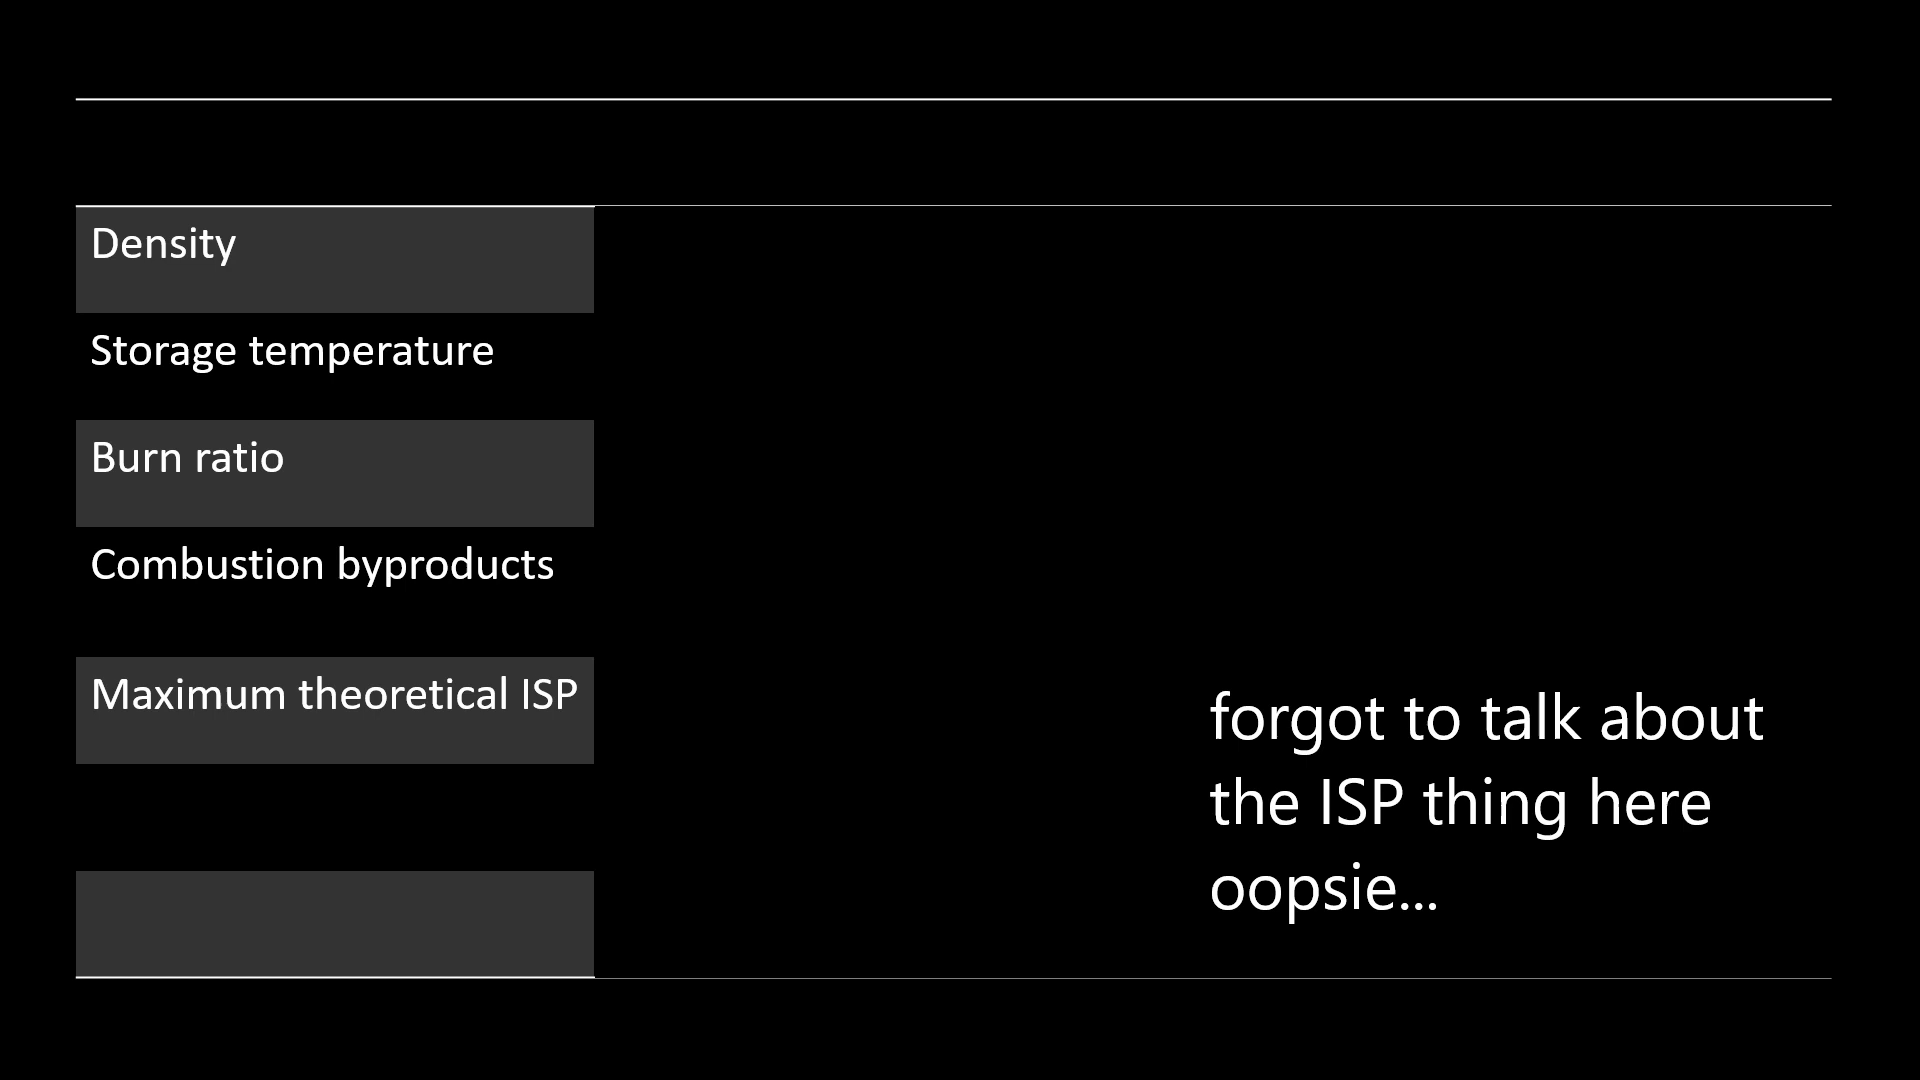 Density
Storage temperature
Burn ratio
Combustion byproducts
Maximum theoretical ISP
forgot to talk about
the ISP thing here
oopsie...